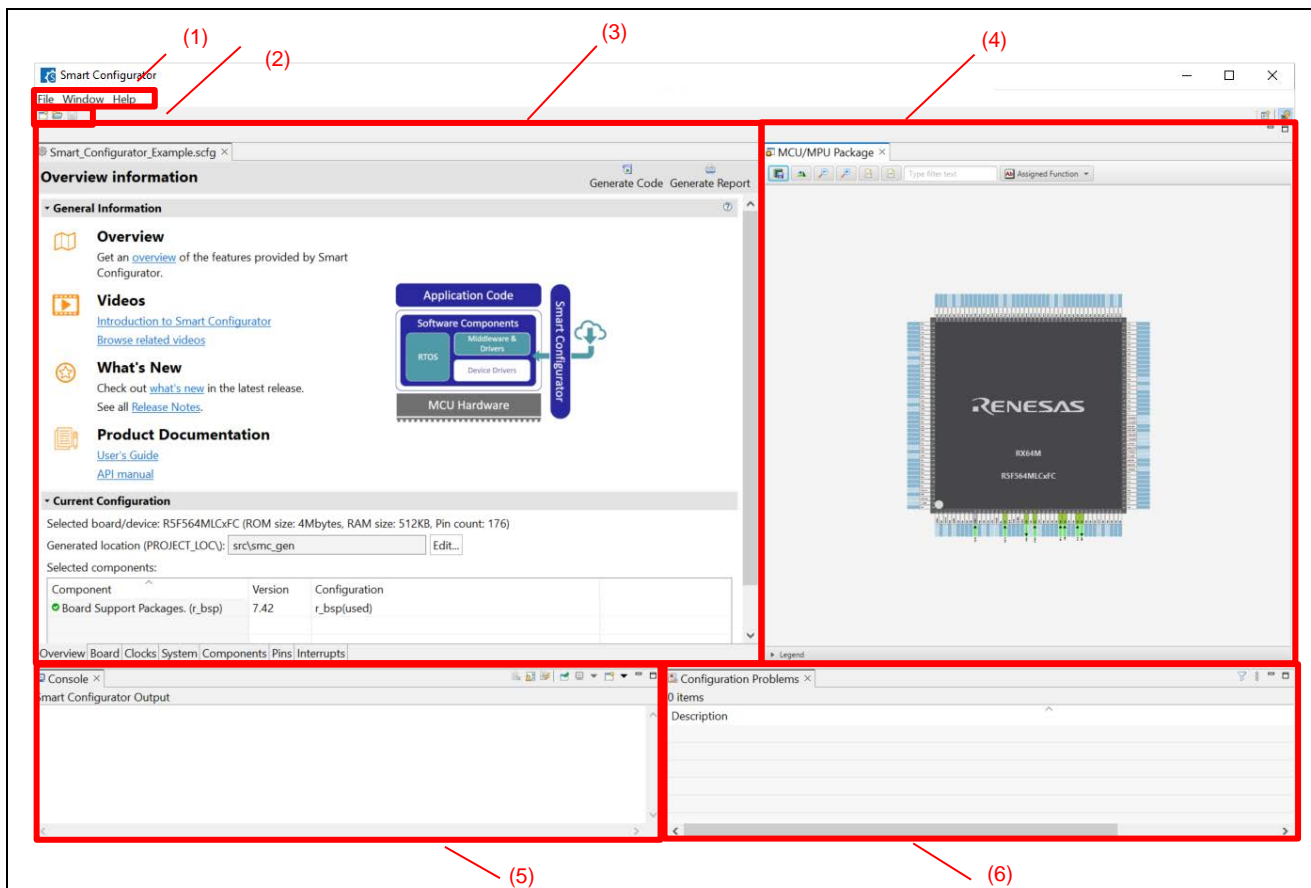 (1)
(2)
(3)
(4)
Smart Configurator
File Window Help
Smart_Configurator_Example.scfg
MCU/MPU Package
Overview information
Generate Code Generate Report
Type filter text
Assigned Function
General Information
Overview
Get an overview of the features provided by Smart
Configurator.
Videos
Introduction to Smart Configurator
Browse related videos
What's New
Check out what's new in the latest release.
See all Release Notes.
Product Documentation
User's Guide
API manual
Application Code
Software Components
RTOS
Middleware &
Drivers
Device Drivers
MCU Hardware
Smart Configurator
RENESAS
RX64M
R5F564MLCxFC
Current Configuration
Selected board/device: R5F564MLCxFC (ROM size: 4Mbytes, RAM size: 512KB, Pin count: 176)
Generated location (PROJECT_LOC\): src\smc_gen Edit...
Selected components:
Component Version Configuration
Board Support Packages. (r_bsp) 7.42 r_bsp(used)
Overview Board Clocks System Components Pins Interrupts
Legend
Console
Smart Configurator Output
Configuration Problems
0 items
Description
(5)
(6)